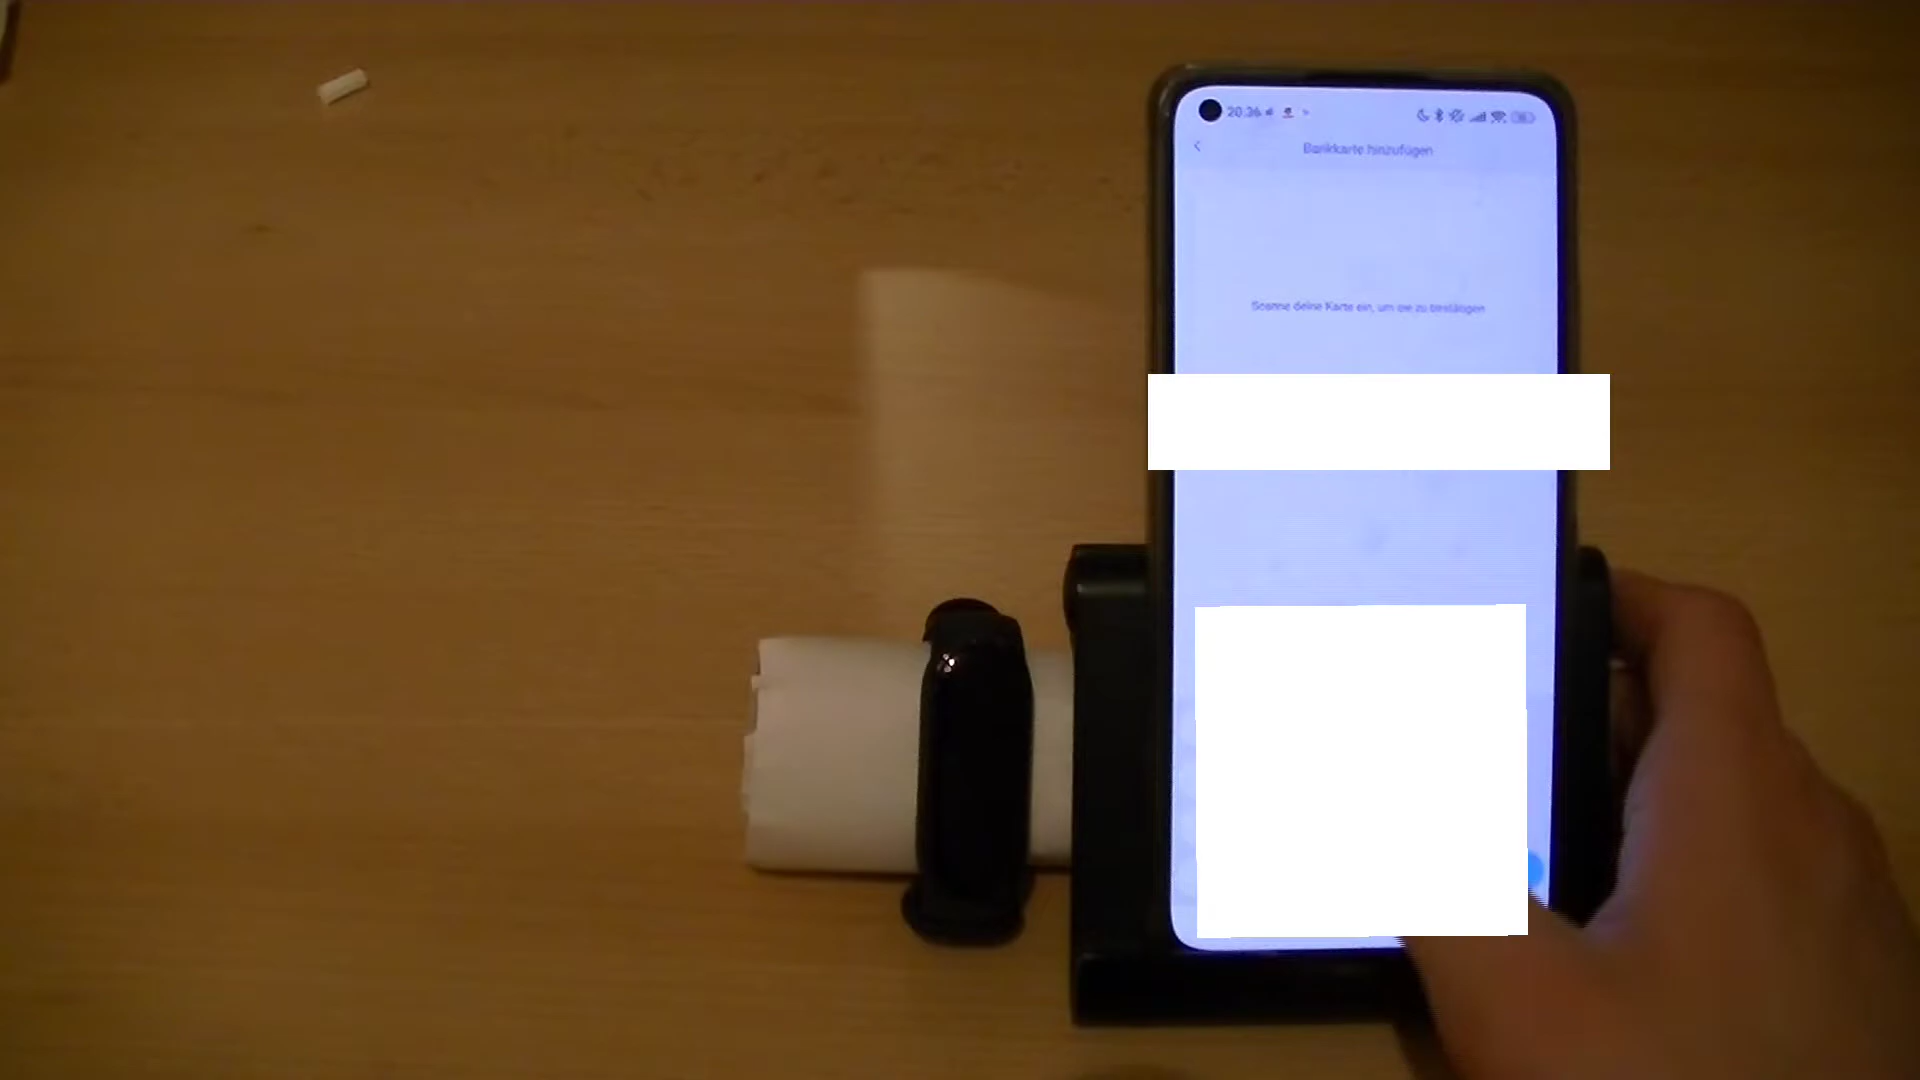 20:36
Bankkarte hinzufügen
Scanne deine Karte ein, um sie zu bestätigen